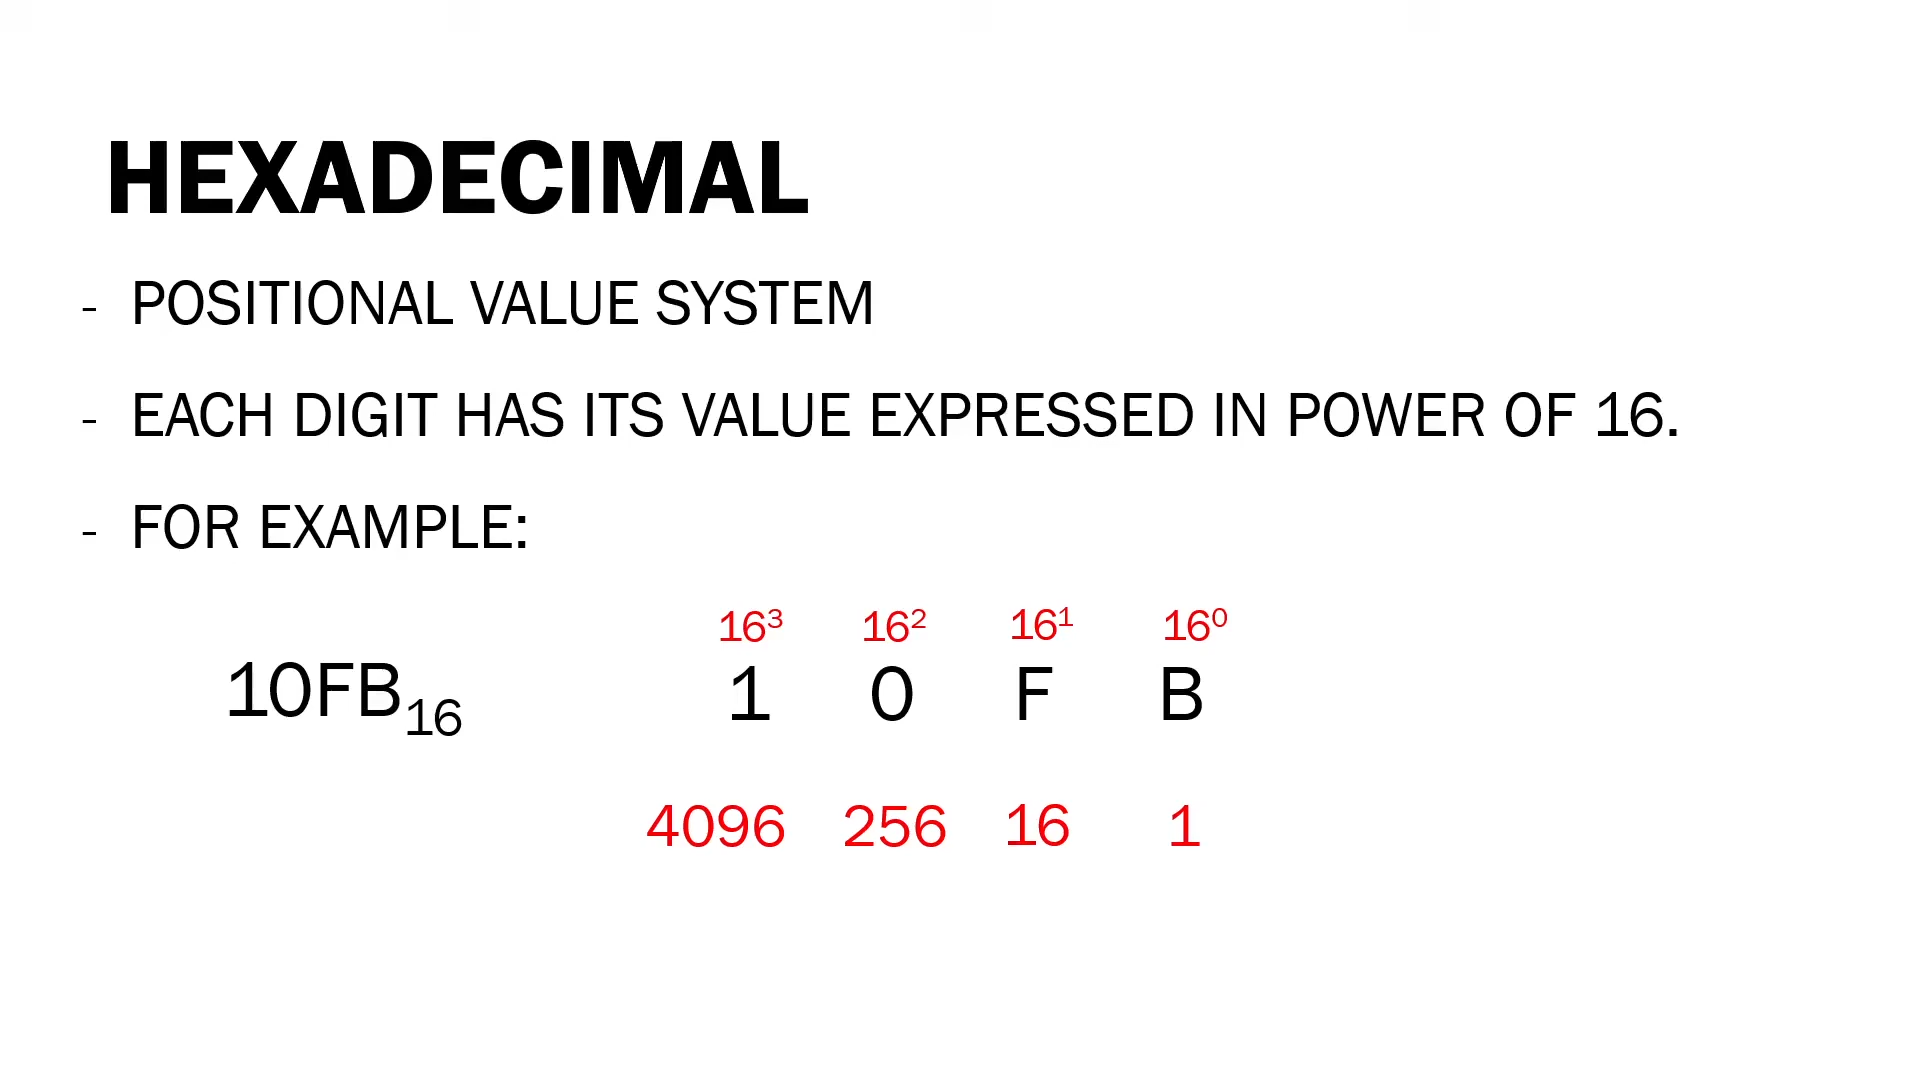 HEXADECIMAL
- POSITIONAL VALUE SYSTEM
- EACH DIGIT HAS ITS VALUE EXPRESSED IN POWER OF 16.
- FOR EXAMPLE:
16³ 16² 16¹ 16⁰
10FB₁₆ 1 0 F B
4096 256 16 1